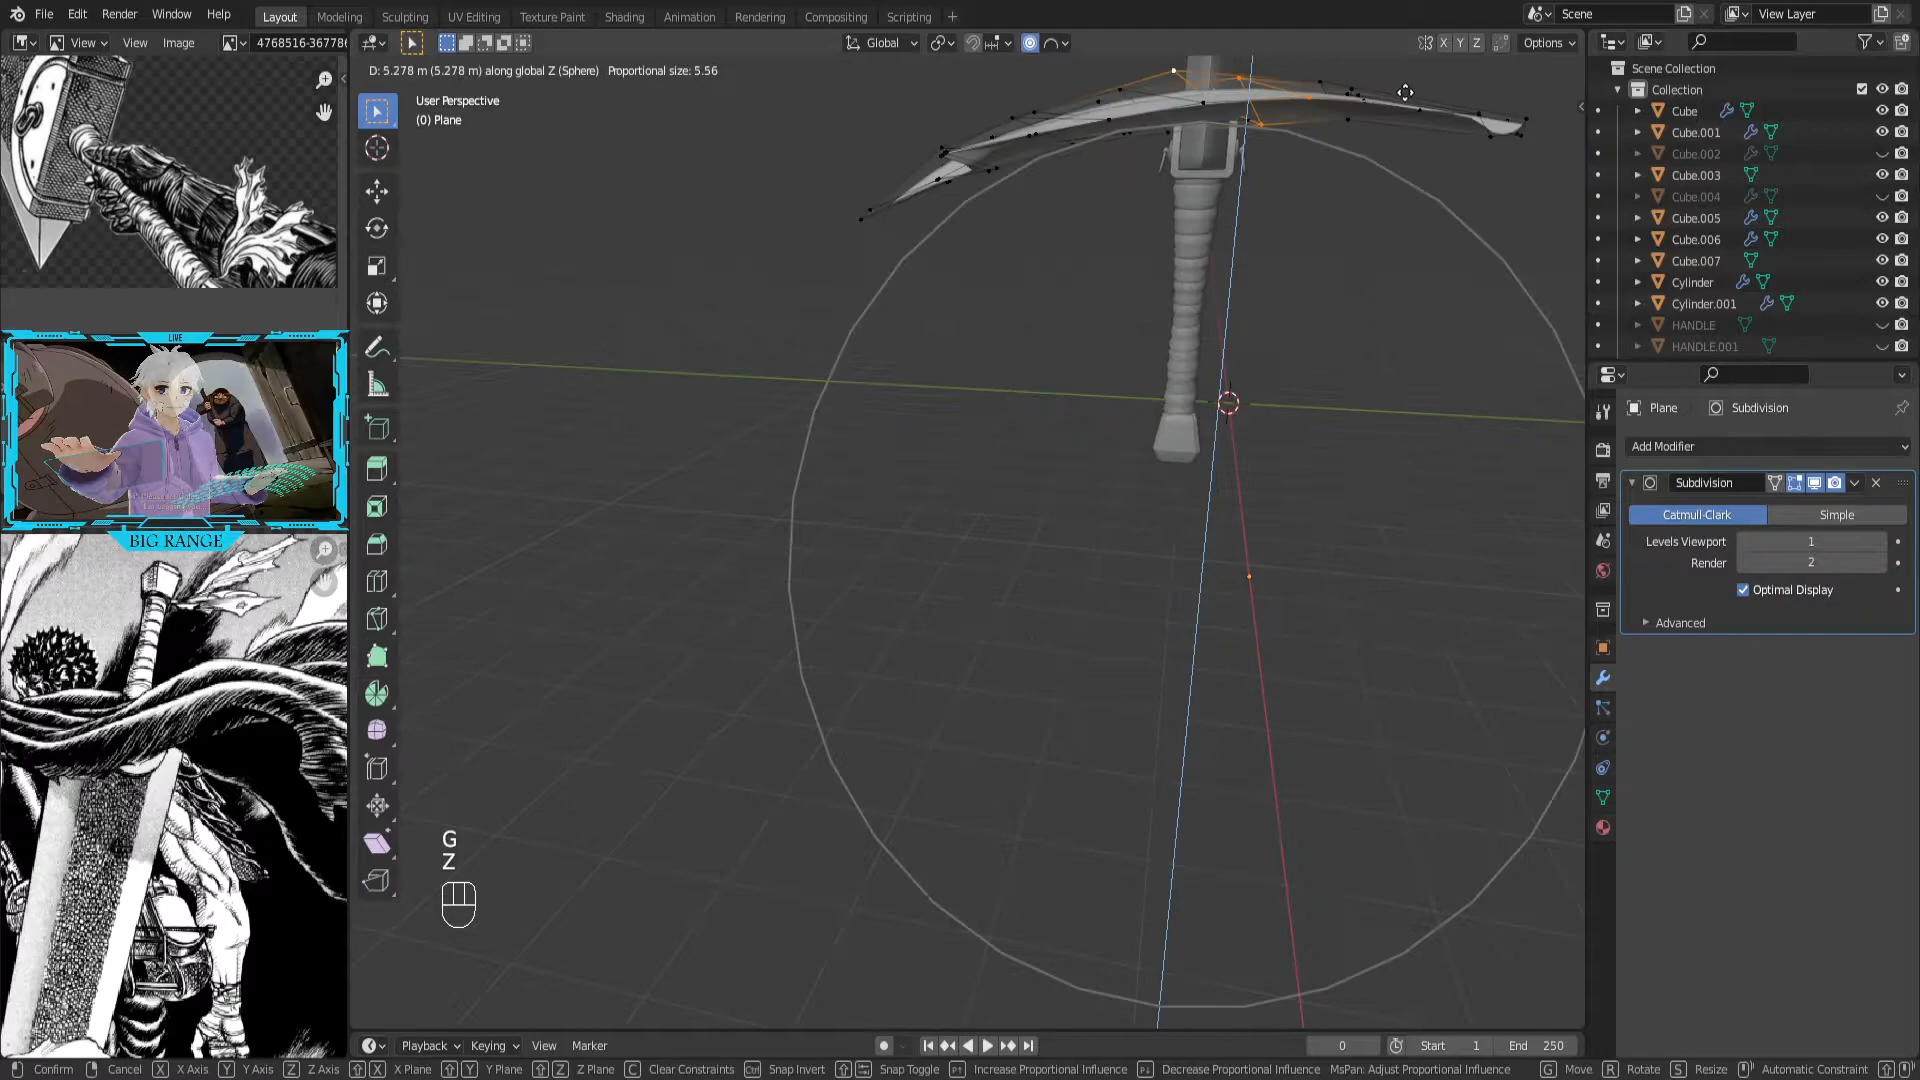 File Edit Render Window Help
Layout Modeling Sculpting UV Editing Texture Paint Shading Animation Rendering Compositing Scripting
Scene
View Layer
View View Image 4768516-367786
Global
X Y Z Options
D: 5.278 m (5.278 m) along global Z (Sphere) Proportional size: 5.56
User Perspective
(0) Plane
Scene Collection
Collection
Cube
Cube.001
Cube.002
Cube.003
Cube.004
Cube.005
Cube.006
Cube.007
Cylinder
Cylinder.001
HANDLE
HANDLE.001
Plane Subdivision
Add Modifier
Subdivision
Catmull-Clark Simple
Levels Viewport 1
Render 2
Optimal Display
Advanced
LIVE
BIG RANGE
G
Z
Playback Keying View Marker
0 Start 1 End 250
Confirm Cancel X X Axis Y Y Axis Z Z Axis X X Plane Y Y Plane Z Z Plane C Clear Constraints Ctrl Snap Invert Snap Toggle Increase Proportional Influence Decrease Proportional Influence MsPan: Adjust Proportional Influence G Move R Rotate S Resize Automatic Constraint